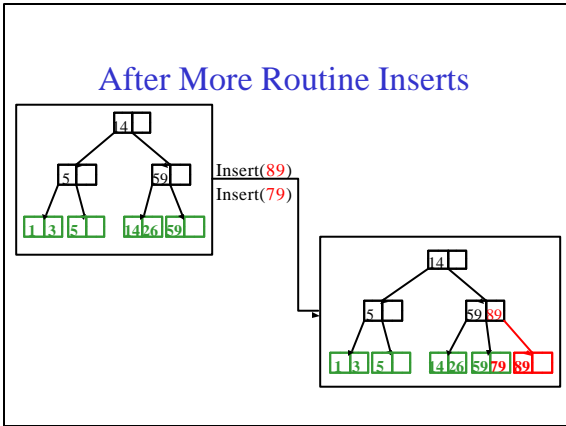 After More Routine Inserts
14
5 59
1 3 5 14 26 59
Insert(89)
Insert(79)
14
5 59 89
1 3 5 14 26 59 79 89